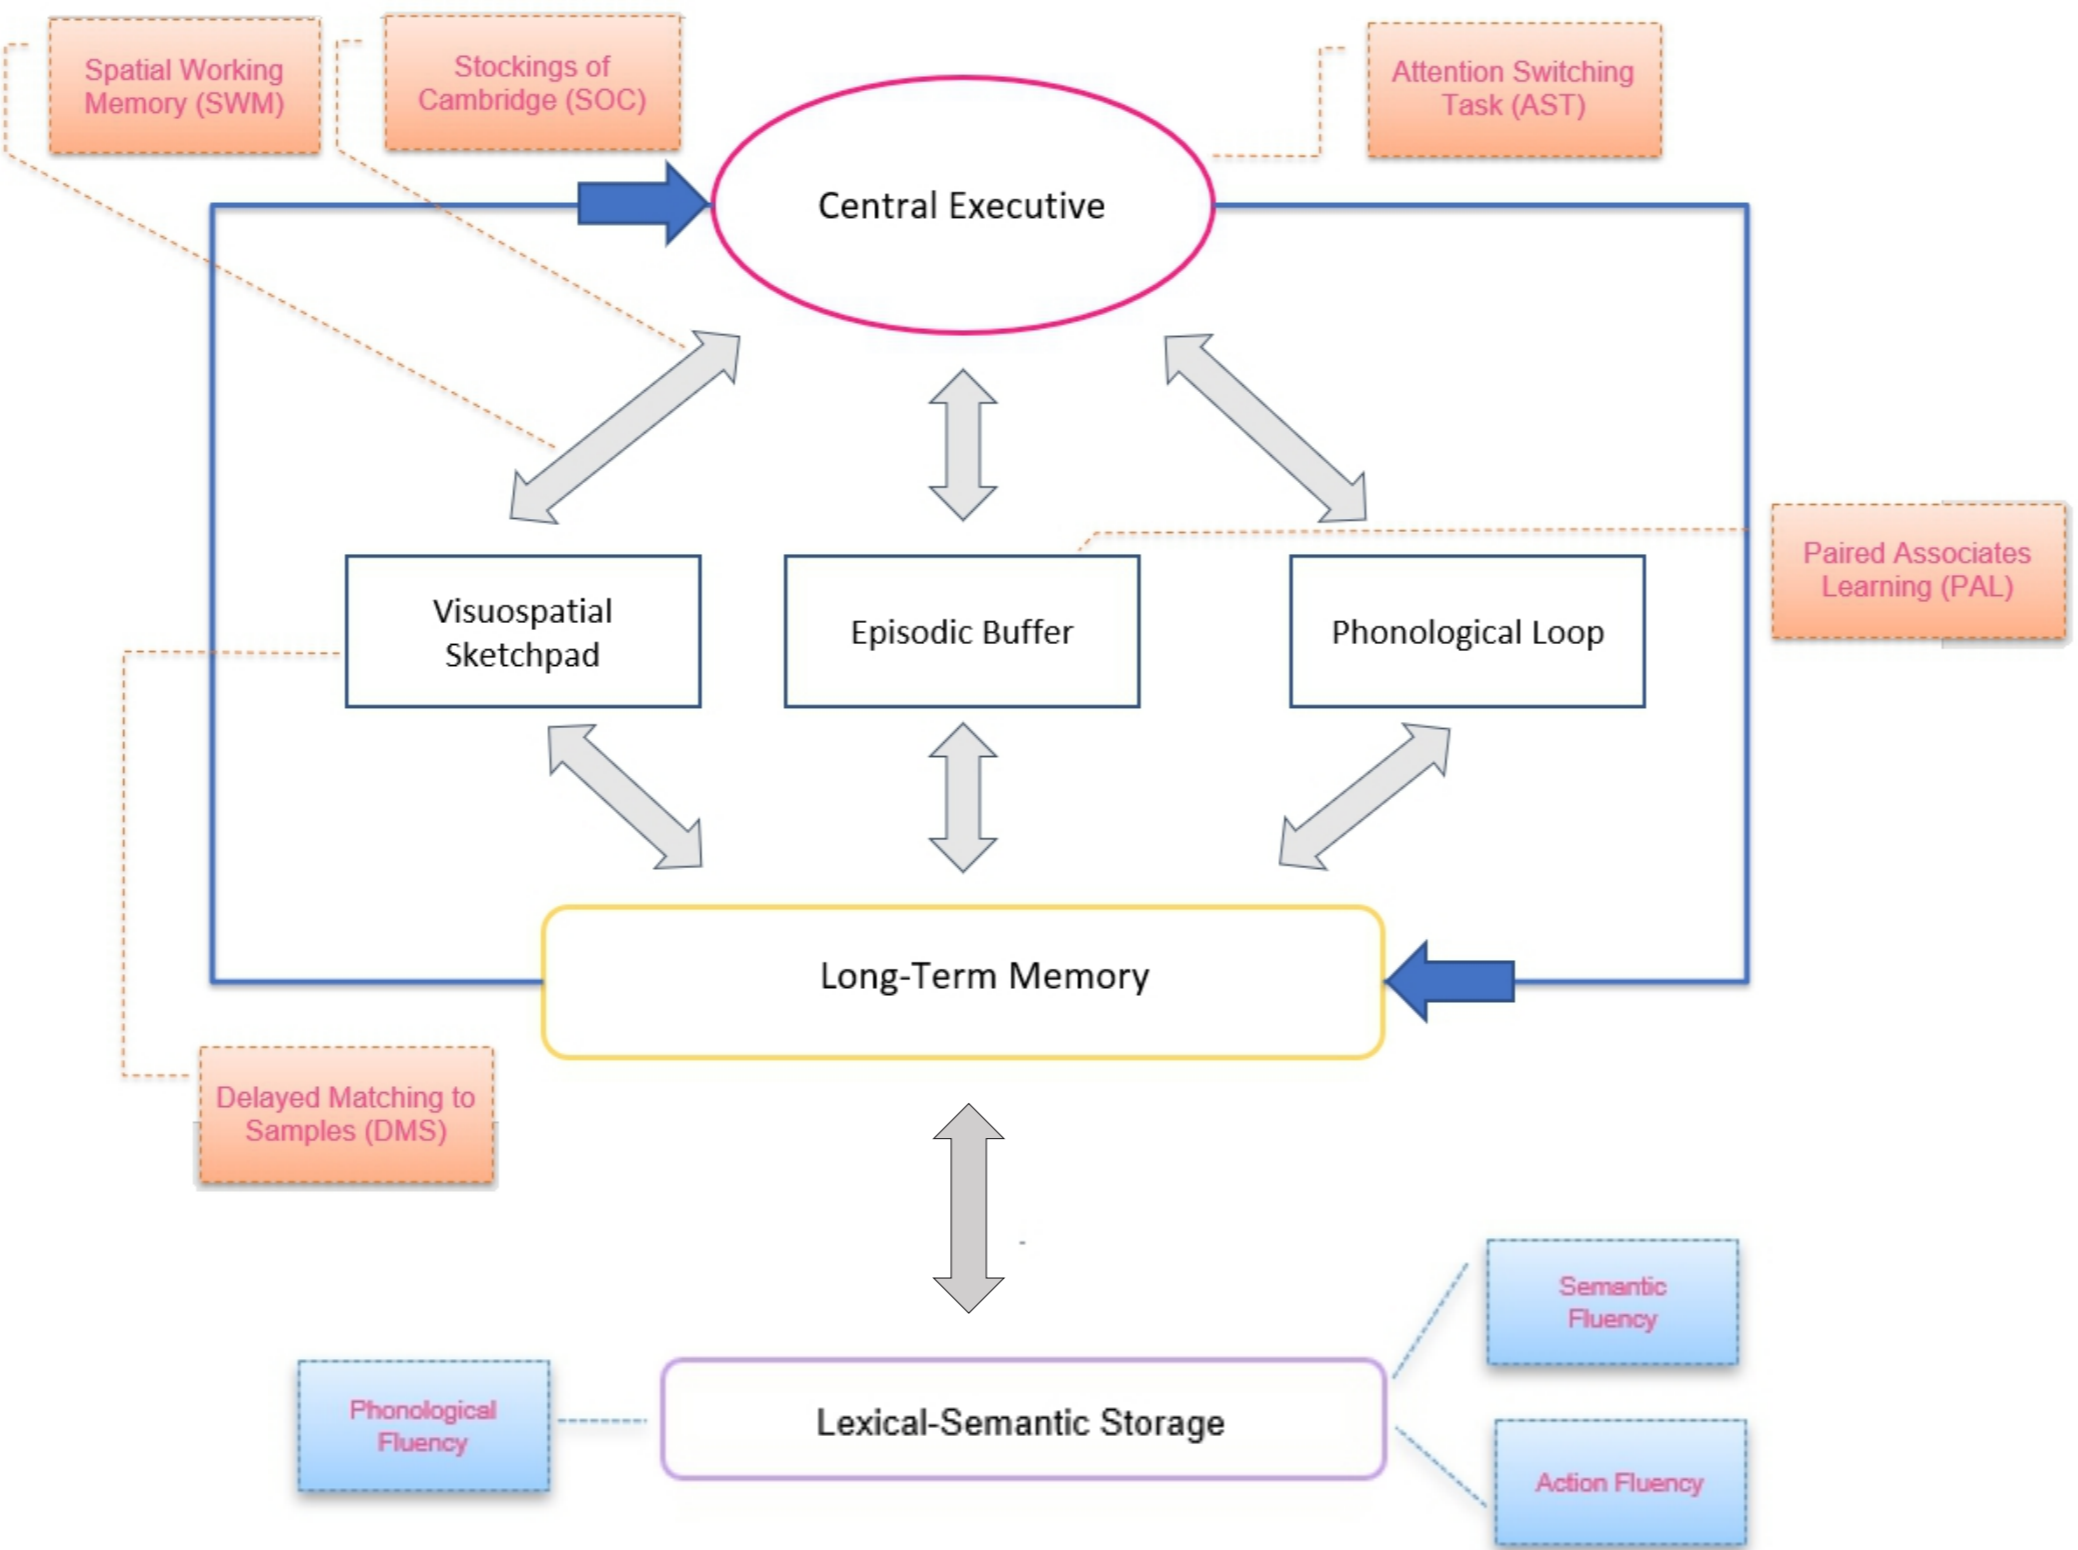 Spatial Working
Memory (SWM)
Stockings of
Cambridge (SOC)
Attention Switching
Task (AST)
Central Executive
Visuospatial
Sketchpad
Episodic Buffer
Phonological Loop
Paired Associates
Learning (PAL)
Long-Term Memory
Delayed Matching to
Samples (DMS)
Semantic
Fluency
Phonological
Fluency
Lexical-Semantic Storage
Action Fluency